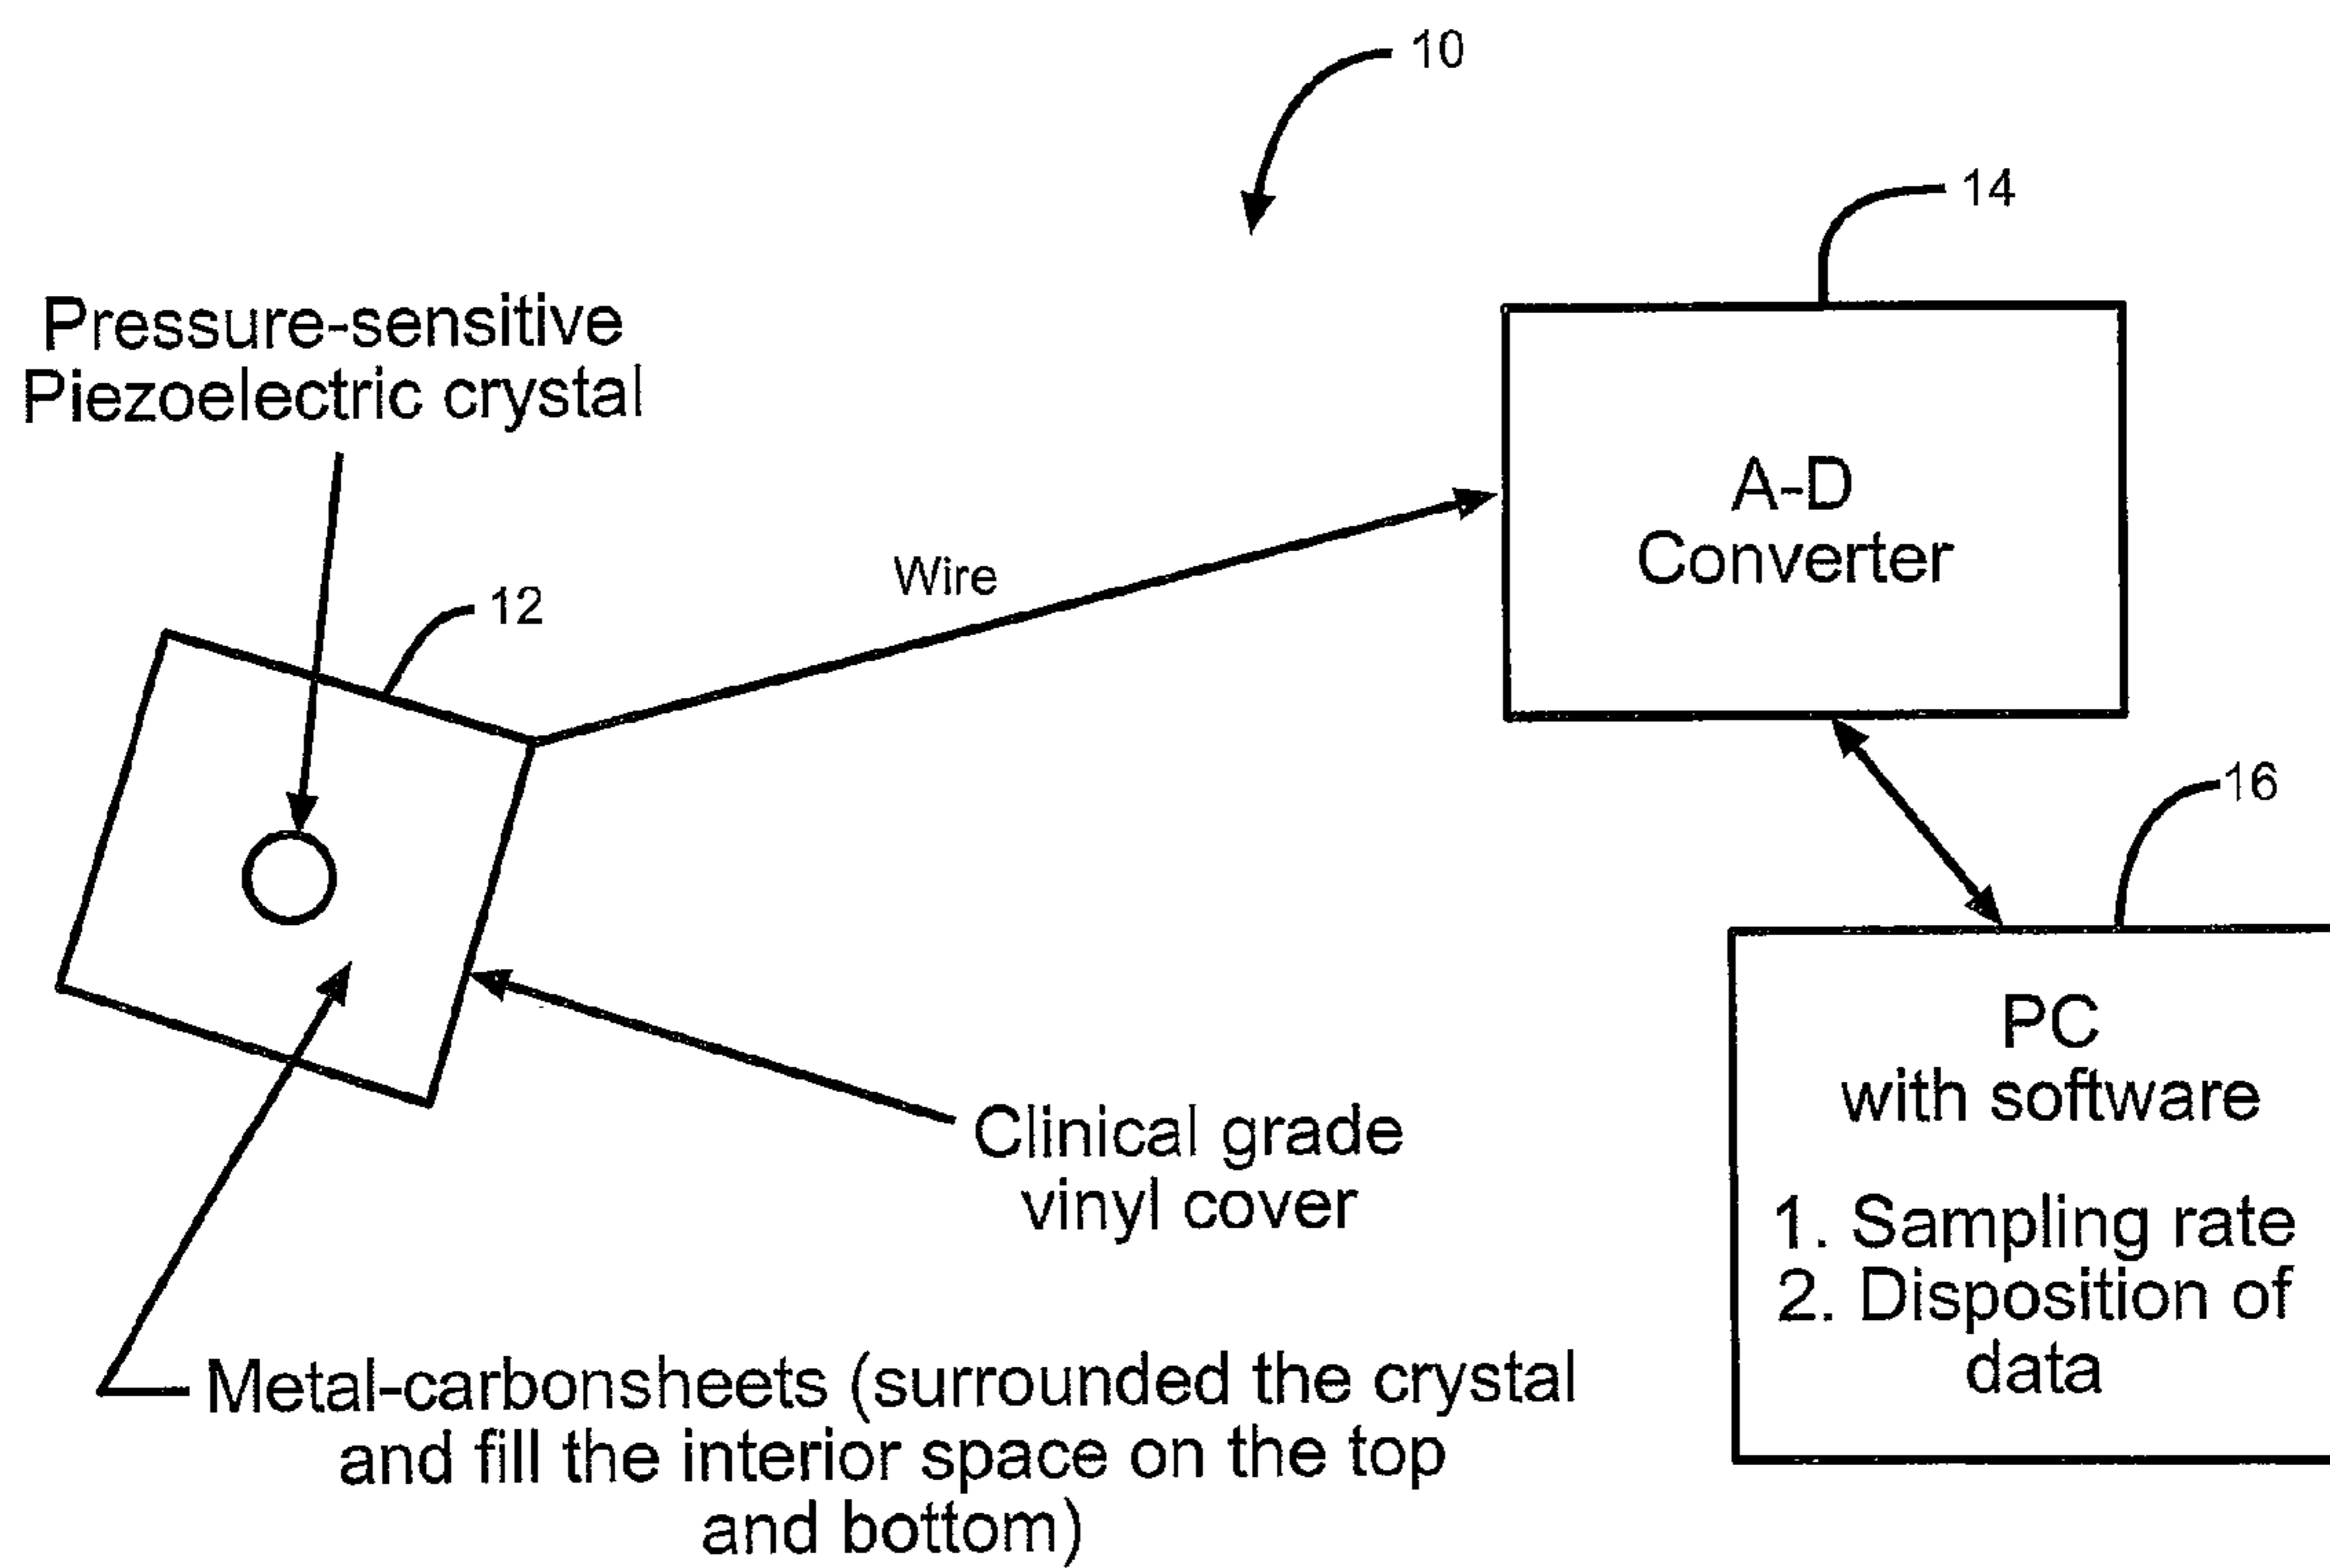 10
14
Pressure-sensitive
Piezoelectric crystal
A-D
Converter
Wire
12
16
PC
with software
1. Sampling rate
2. Disposition of
data
Clinical grade
vinyl cover
Metal-carbonsheets (surrounded the crystal
and fill the interior space on the top
and bottom)